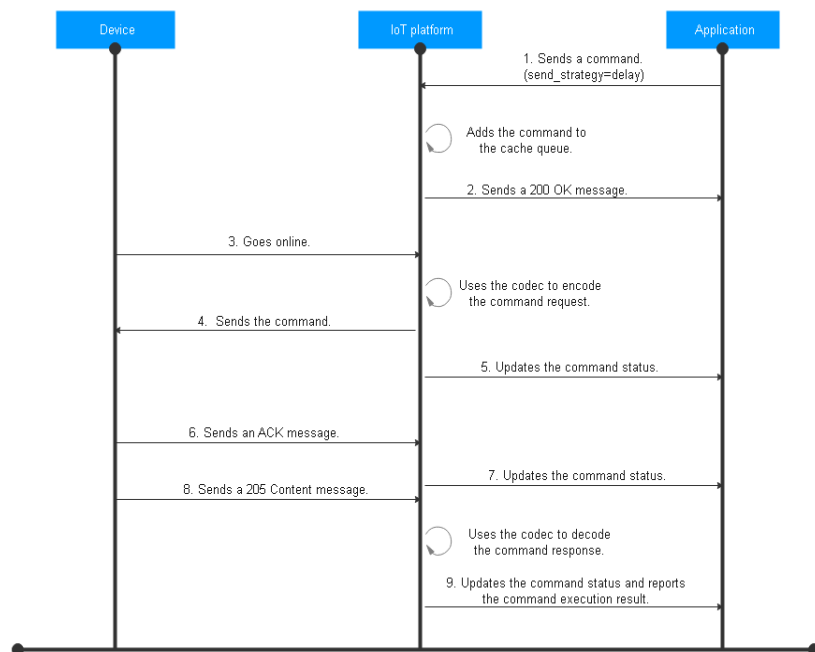 Device
IoT platform
Application
1. Sends a command.
(send_strategy=delay)
Adds the command to
the cache queue.
2. Sends a 200 OK message.
3. Goes online.
Uses the codec to encode
the command request.
4. Sends the command.
5. Updates the command status.
6. Sends an ACK message.
7. Updates the command status.
8. Sends a 205 Content message.
Uses the codec to decode
the command response.
9. Updates the command status and reports
the command execution result.